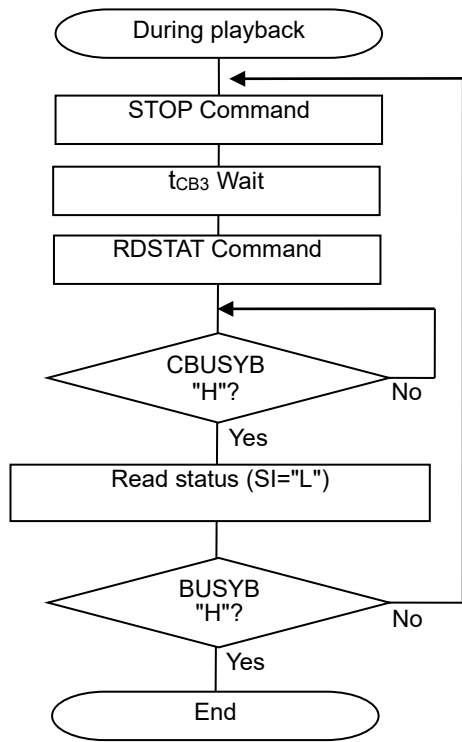 During playback
STOP Command
tCB3 Wait
RDSTAT Command
CBUSYB
"H"?
No
Yes
Read status (SI="L")
BUSYB
"H"?
No
Yes
End